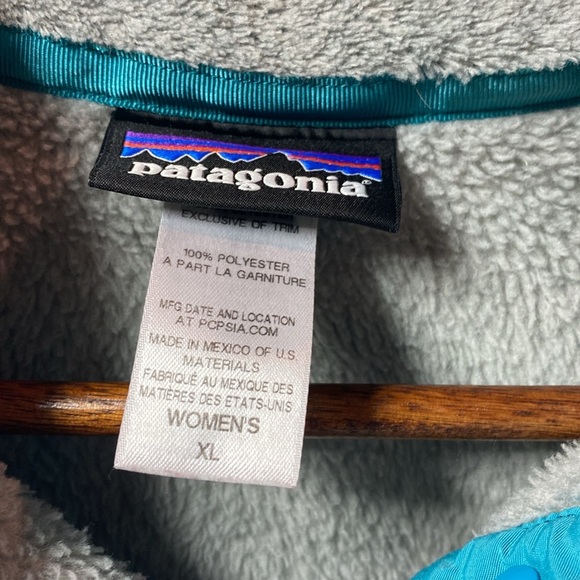 patagonia®
EXCLUSIVE OF TRIM
100% POLYESTER
A PART LA GARNITURE
MFG DATE AND LOCATION
AT PCPSIA.COM
MADE IN MEXICO OF U.S.
MATERIALS
FABRIQUÉ AU MEXIQUE DES
MATIÈRES DES ETATS-UNIS
WOMEN'S
XL